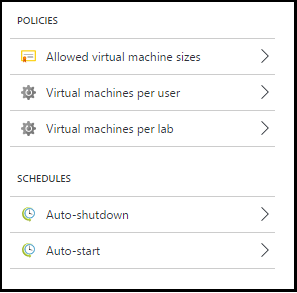 POLICIES
Allowed virtual machine sizes
Virtual machines per user
Virtual machines per lab
SCHEDULES
Auto-shutdown
Auto-start